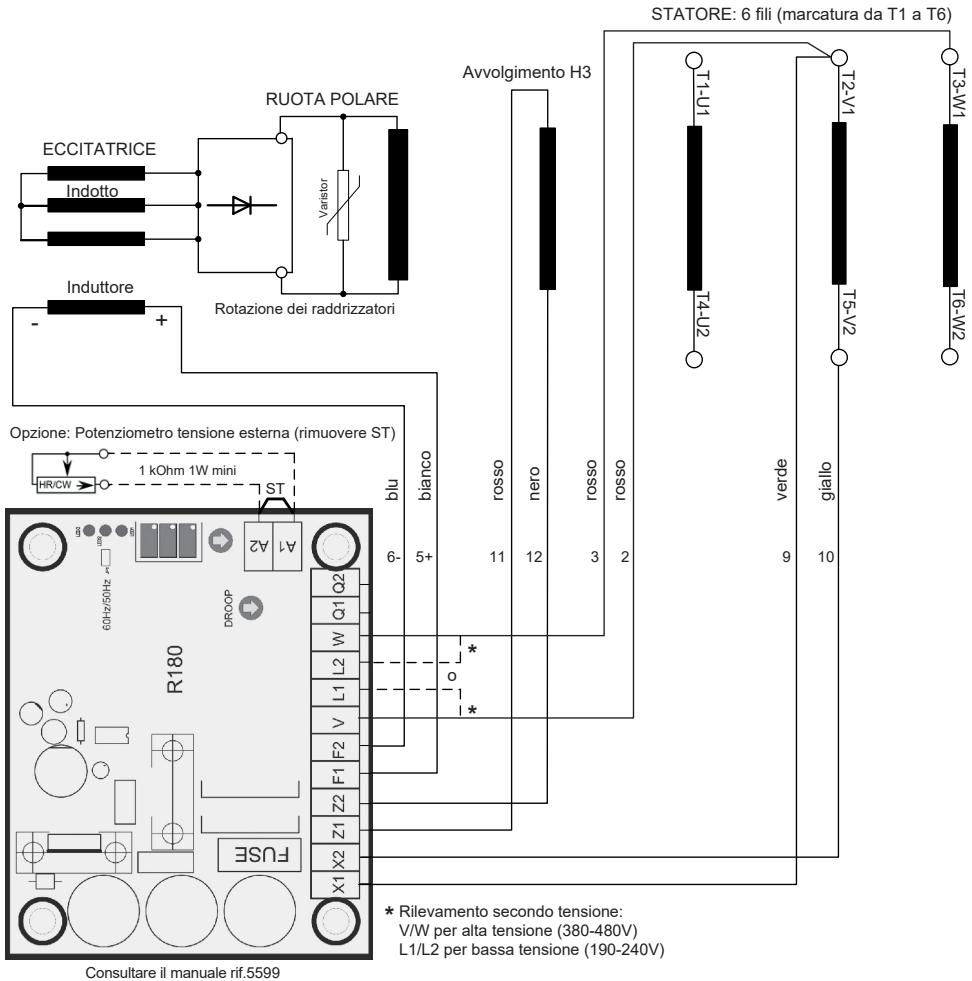 STATORE: 6 fili (marcatura da T1 a T6)
Avvolgimento H3
RUOTA POLARE
ECCITATRICE
Indotto
Varistor
Induttore
- +
Rotazione dei raddrizzatori
T1-U1
T4-U2
T2-V1
T5-V2
T3-W1
T6-W2
Opzione: Potenziometro tensione esterna (rimuovere ST)
1 kOhm 1W mini
HR/CW
ST
blu
bianco
rosso
nero
rosso
rosso
verde
giallo
6-
5+
11
12
3
2
9
10
A2
A1
60Hz/50Hz
DROOP
R180
Q2
Q1
W
L2
L1
V
F2
F1
Z2
Z1
X2
X1
*
o
*
FUSE
* Rilevamento secondo tensione:
V/W per alta tensione (380-480V)
L1/L2 per bassa tensione (190-240V)
Consultare il manuale rif.5599